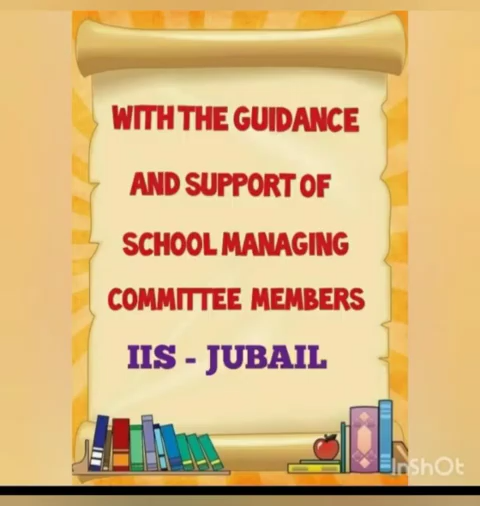 WITH THE GUIDANCE
AND SUPPORT OF
SCHOOL MANAGING
COMMITTEE MEMBERS
IIS - JUBAIL
InShOt